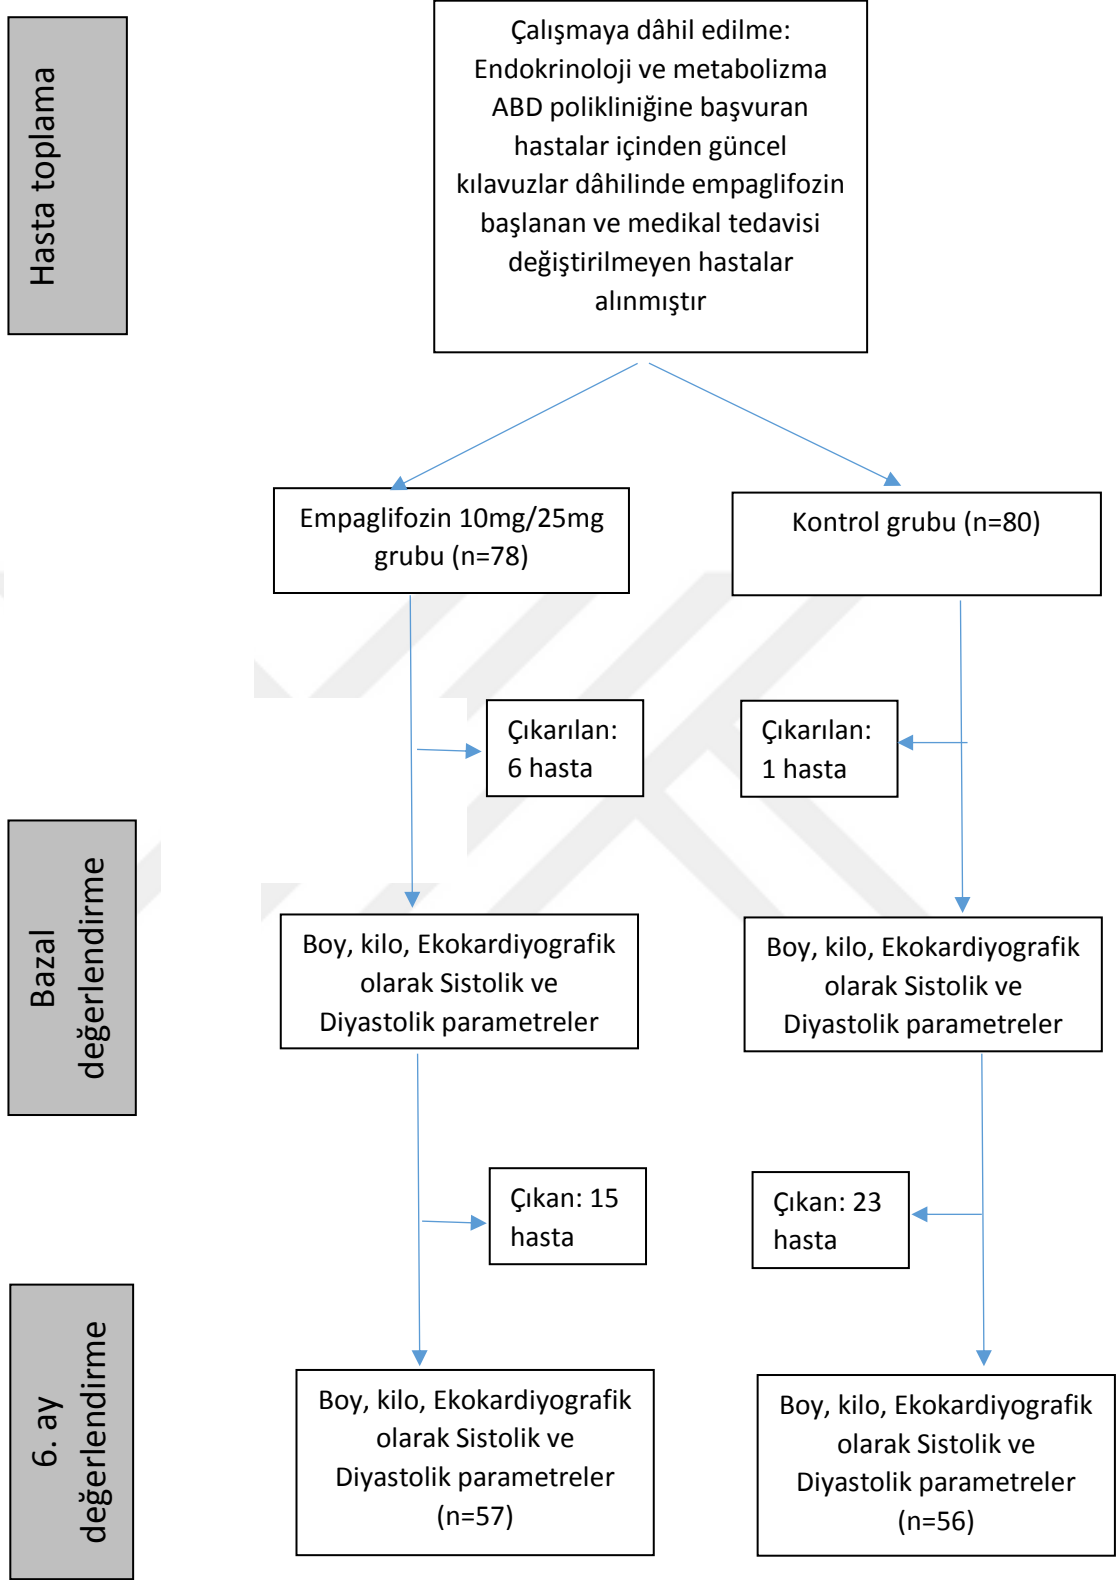 Hasta toplama
Çalışmaya dâhil edilme:
Endokrinoloji ve metabolizma
ABD polikliniğine başvuran
hastalar içinden güncel
kılavuzlar dâhilinde empaglifozin
başlanan ve medikal tedavisi
değiştirilmeyen hastalar
alınmıştır
Empaglifozin 10mg/25mg
grubu (n=78)
Kontrol grubu (n=80)
Çıkarılan:
6 hasta
Çıkarılan:
1 hasta
Bazal
değerlendirme
Boy, kilo, Ekokardiyografik
olarak Sistolik ve
Diyastolik parametreler
Boy, kilo, Ekokardiyografik
olarak Sistolik ve
Diyastolik parametreler
Çıkan: 15
hasta
Çıkan: 23
hasta
6. ay
değerlendirme
Boy, kilo, Ekokardiyografik
olarak Sistolik ve
Diyastolik parametreler
(n=57)
Boy, kilo, Ekokardiyografik
olarak Sistolik ve
Diyastolik parametreler
(n=56)